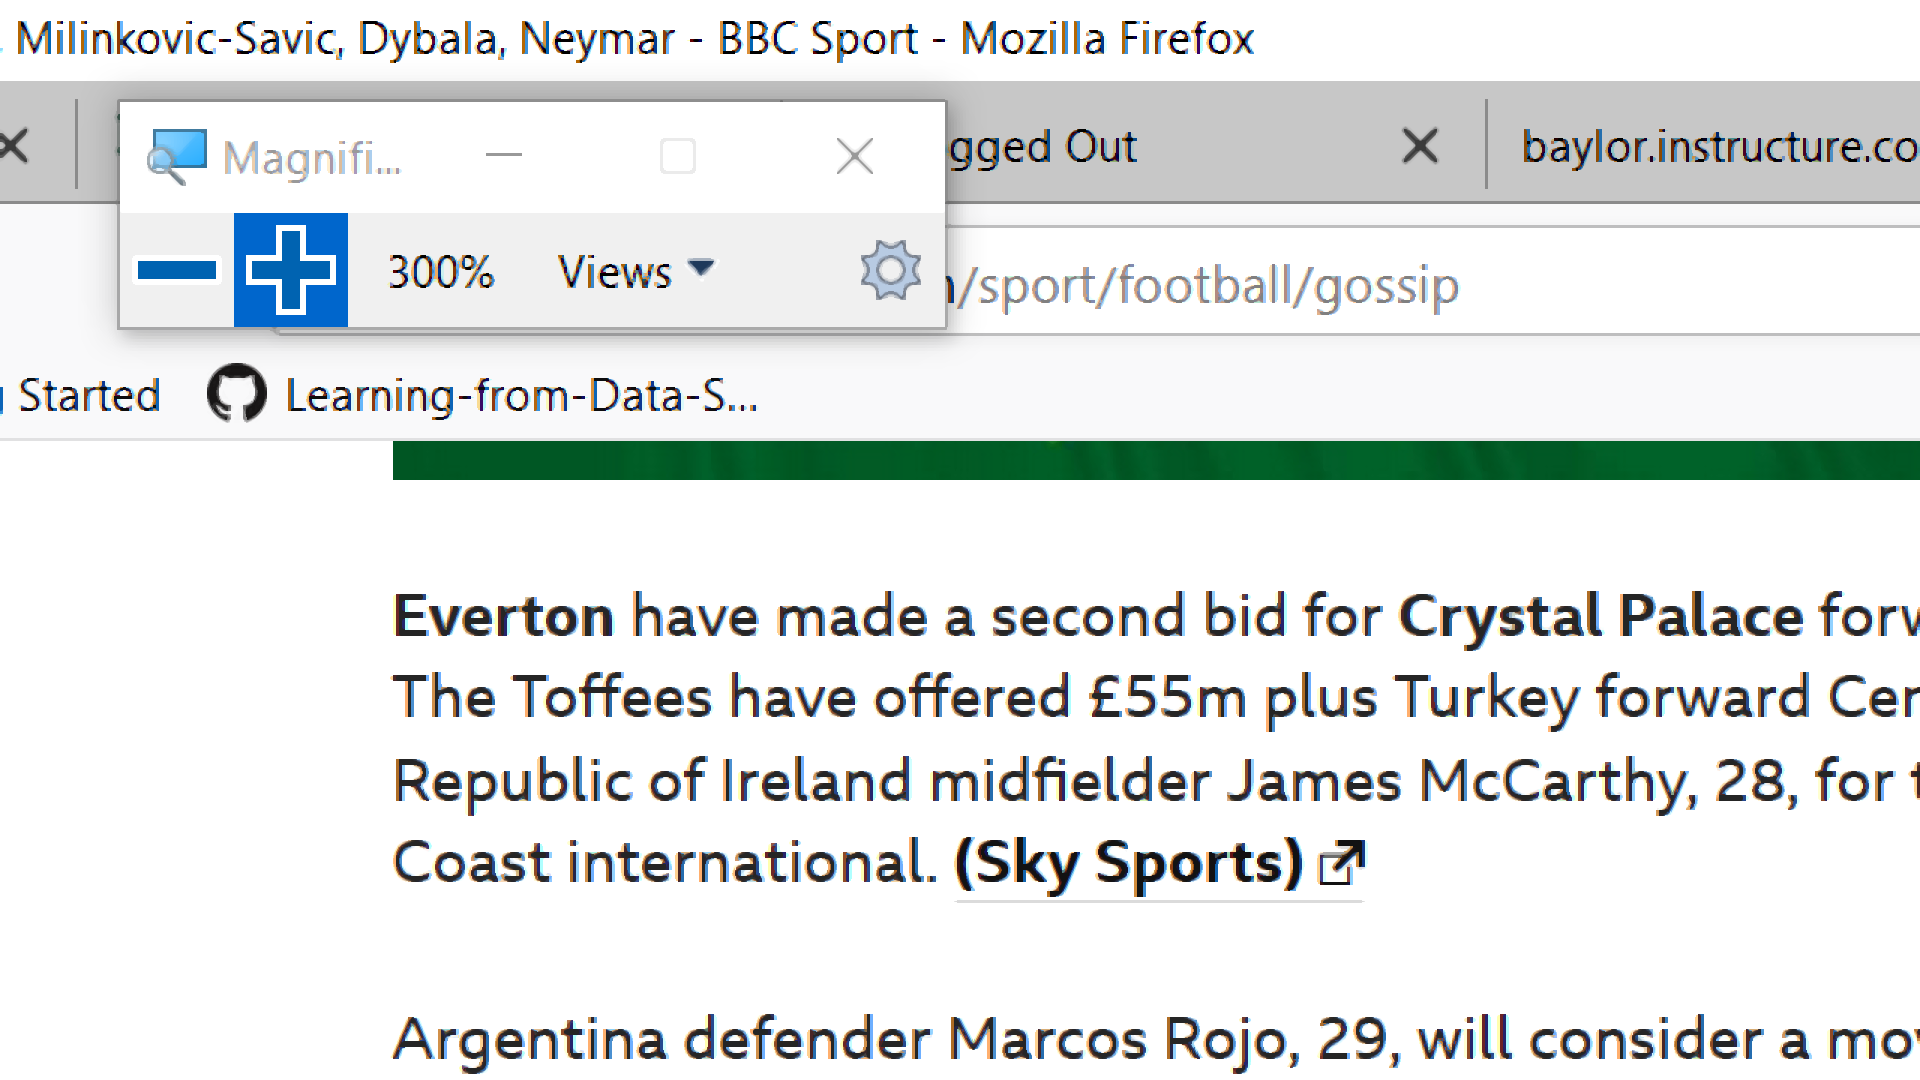 Milinkovic-Savic, Dybala, Neymar - BBC Sport - Mozilla Firefox
Magnifi...
gged Out
baylor.instructure.co
300%
Views
/sport/football/gossip
Started
Learning-from-Data-S...
Everton have made a second bid for Crystal Palace forw
The Toffees have offered £55m plus Turkey forward Cen
Republic of Ireland midfielder James McCarthy, 28, for t
Coast international. (Sky Sports)
Argentina defender Marcos Rojo, 29, will consider a mov